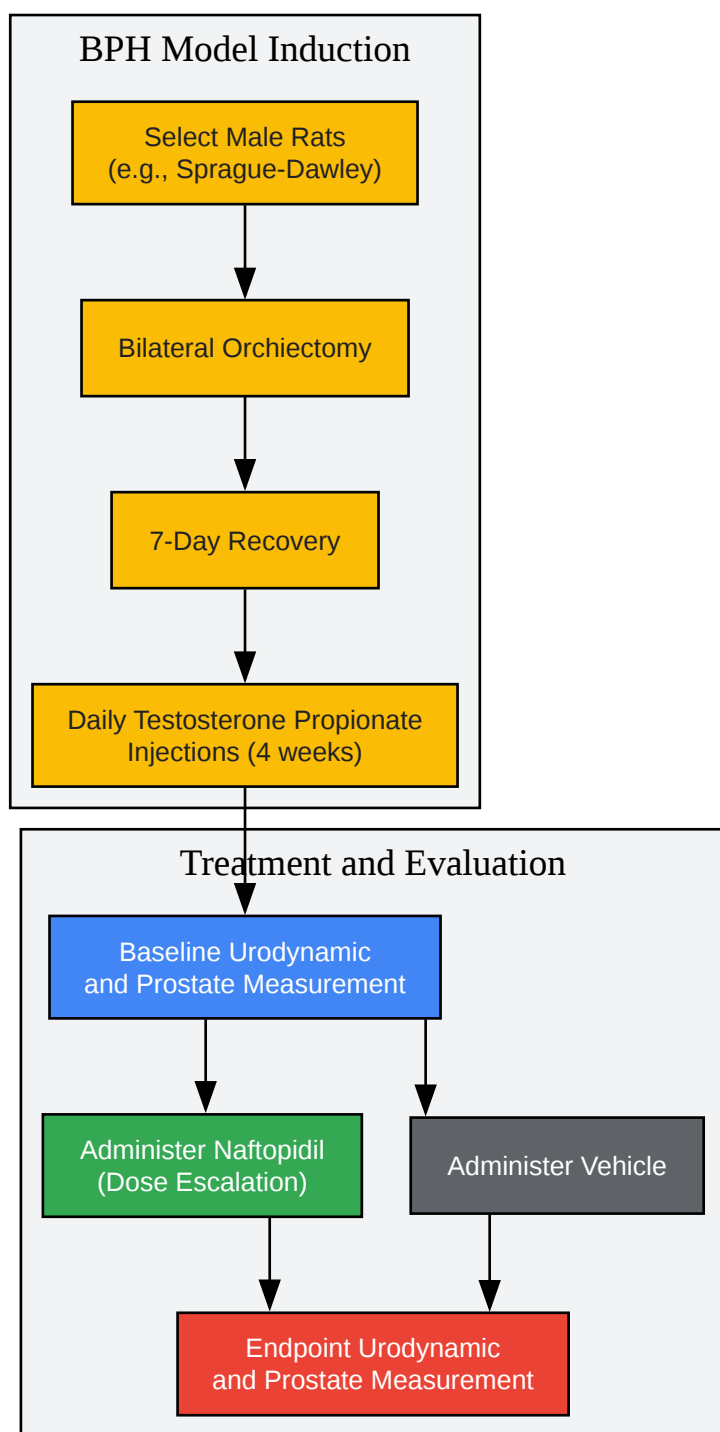 BPH Model Induction
Select Male Rats
(e.g., Sprague-Dawley)
Bilateral Orchiectomy
7-Day Recovery
Daily Testosterone Propionate
Injections (4 weeks)
Treatment and Evaluation
Baseline Urodynamic
and Prostate Measurement
Administer Naftopidil
(Dose Escalation)
Administer Vehicle
Endpoint Urodynamic
and Prostate Measurement